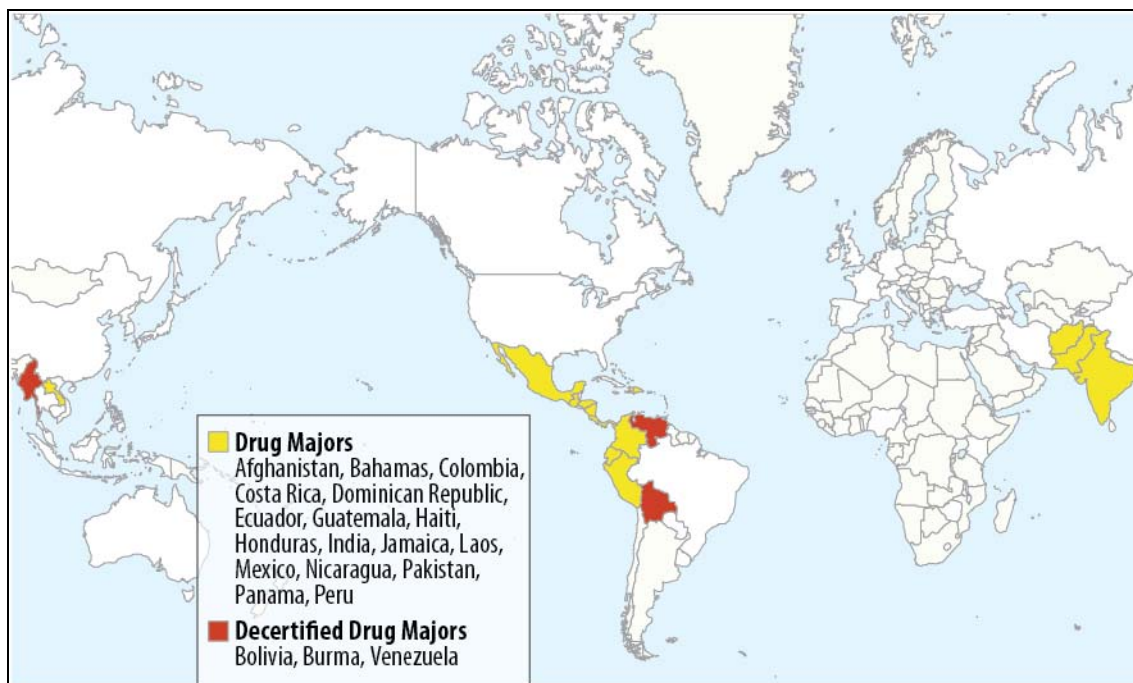 Drug Majors
Afghanistan, Bahamas, Colombia,
Costa Rica, Dominican Republic,
Ecuador, Guatemala, Haiti,
Honduras, India, Jamaica, Laos,
Mexico, Nicaragua, Pakistan,
Panama, Peru
Decertified Drug Majors
Bolivia, Burma, Venezuela